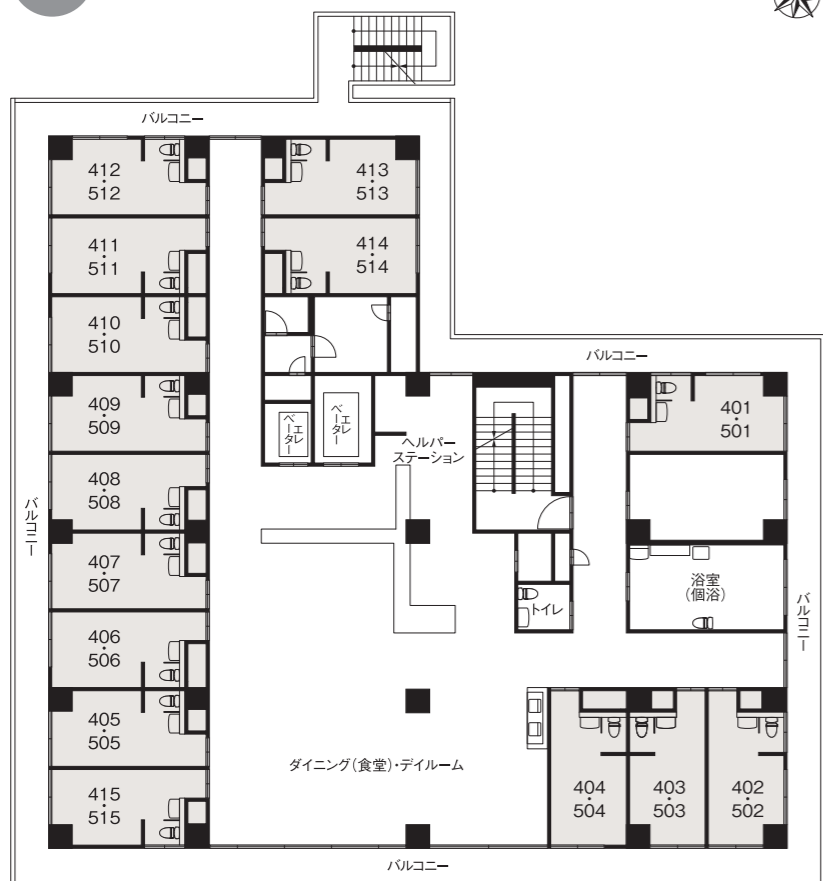 バルコニー
412・512
413・513
411・511
414・514
410・510
バルコニー
409・509
エレベーター
エレベーター
401・501
ヘルパー
ステーション
408・508
バルコニー
407・507
浴室
(個浴)
バルコニー
トイレ
406・506
405・505
ダイニング(食堂)・デイルーム
404・504
403・503
402・502
415・515
バルコニー